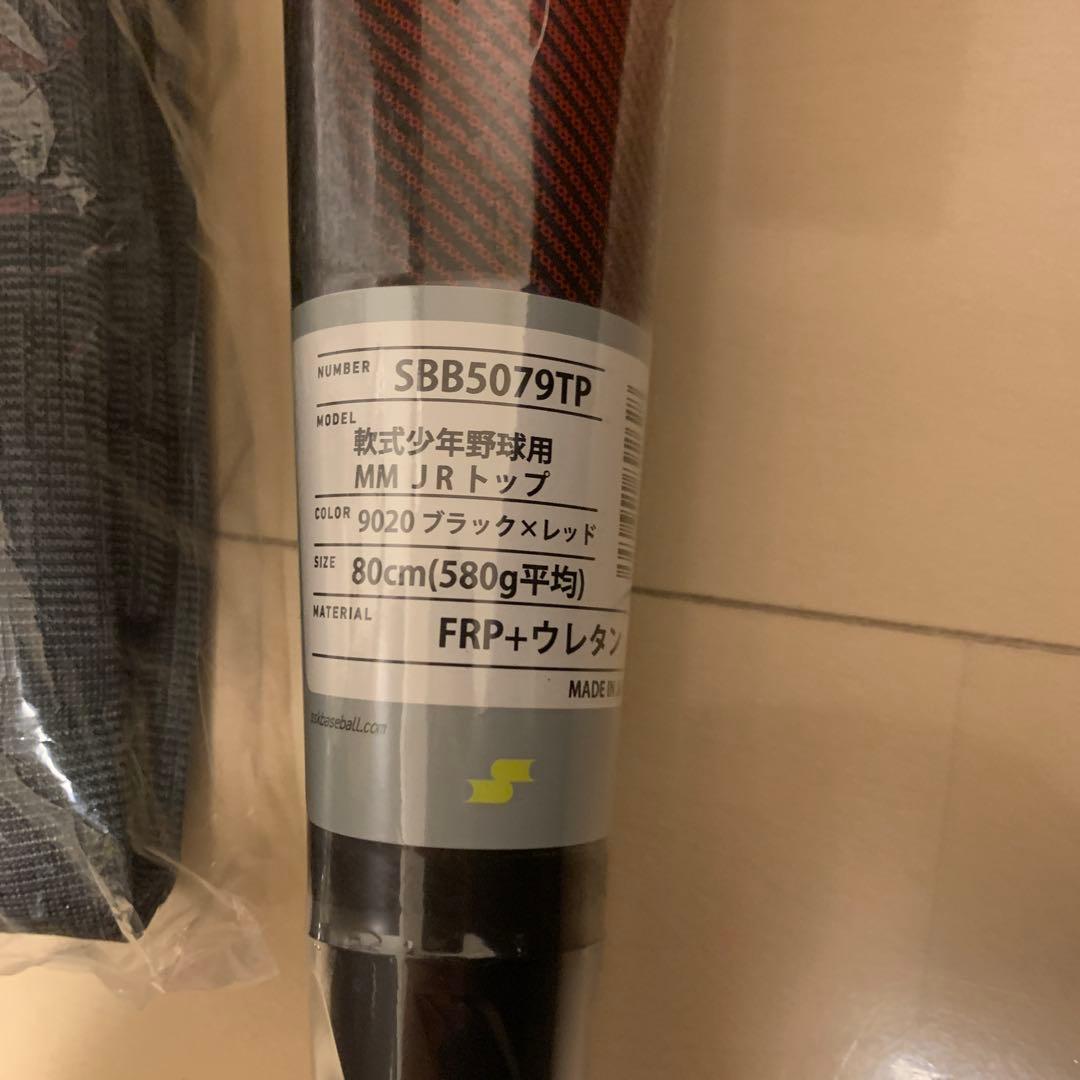 NUMBER SBB5079TP
MODEL
軟式少年野球用
MM JRトップ
COLOR 9020 ブラック×レッド
SIZE 80cm(580g平均)
MATERIAL
FRP+ウレタン
MADE IN
sskbaseball.com